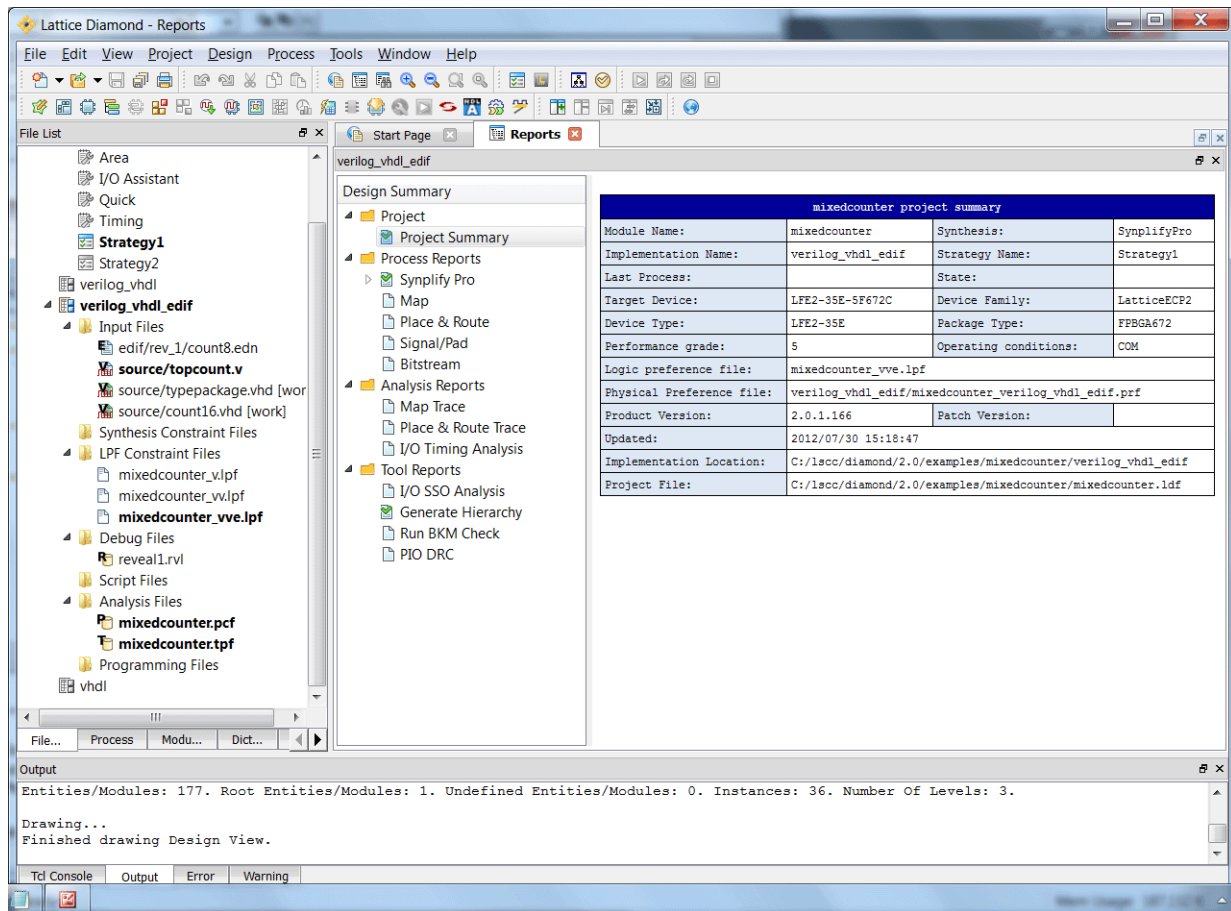 Lattice Diamond - Reports
File Edit View Project Design Process Tools Window Help
File List
Area
I/O Assistant
Quick
Timing
Strategy1
Strategy2
verilog_vhdl
verilog_vhdl_edif
Input Files
edif/rev_1/count8.edn
source/topcount.v
source/typepackage.vhd [wor
source/count16.vhd [work]
Synthesis Constraint Files
LPF Constraint Files
mixedcounter_v.lpf
mixedcounter_vv.lpf
mixedcounter_vve.lpf
Debug Files
reveal1.rvl
Script Files
Analysis Files
mixedcounter.pcf
mixedcounter.tpf
Programming Files
vhdl
File... Process Modu... Dict...
Start Page Reports
verilog_vhdl_edif
Design Summary
Project
Project Summary
Process Reports
Synplify Pro
Map
Place & Route
Signal/Pad
Bitstream
Analysis Reports
Map Trace
Place & Route Trace
I/O Timing Analysis
Tool Reports
I/O SSO Analysis
Generate Hierarchy
Run BKM Check
PIO DRC
mixedcounter project summary
Module Name: mixedcounter Synthesis: SynplifyPro
Implementation Name: verilog_vhdl_edif Strategy Name: Strategy1
Last Process: State:
Target Device: LFE2-35E-5F672C Device Family: LatticeECP2
Device Type: LFE2-35E Package Type: FPBGA672
Performance grade: 5 Operating conditions: COM
Logic preference file: mixedcounter_vve.lpf
Physical Preference file: verilog_vhdl_edif/mixedcounter_verilog_vhdl_edif.prf
Product Version: 2.0.1.166 Patch Version:
Updated: 2012/07/30 15:18:47
Implementation Location: C:/lscc/diamond/2.0/examples/mixedcounter/verilog_vhdl_edif
Project File: C:/lscc/diamond/2.0/examples/mixedcounter/mixedcounter.ldf
Output
Entities/Modules: 177. Root Entities/Modules: 1. Undefined Entities/Modules: 0. Instances: 36. Number Of Levels: 3.
Drawing...
Finished drawing Design View.
Tcl Console Output Error Warning